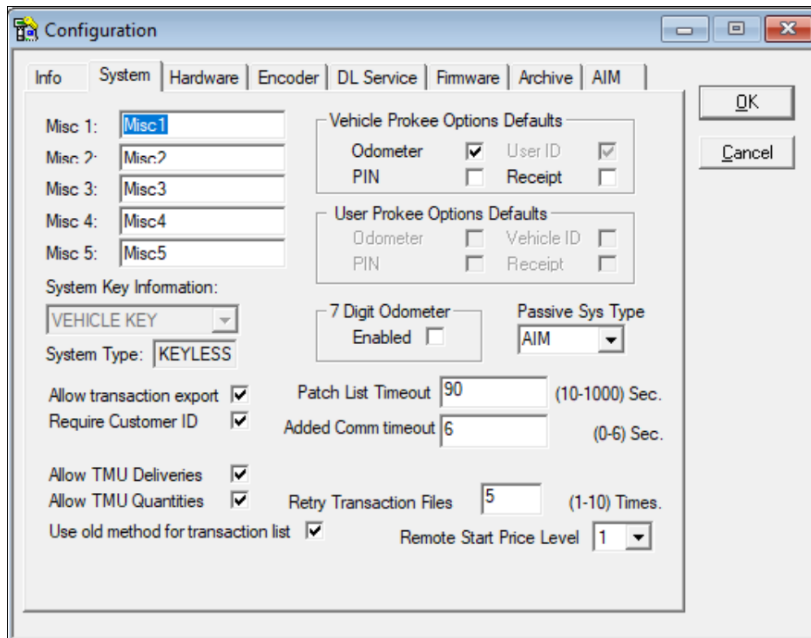 Configuration
Info System Hardware Encoder DL Service Firmware Archive AIM
OK
Cancel
Misc 1: Misc1
Misc 2: Misc2
Misc 3: Misc3
Misc 4: Misc4
Misc 5: Misc5
System Key Information:
VEHICLE KEY
System Type: KEYLESS
Vehicle Prokee Options Defaults
Odometer User ID
PIN Receipt
User Prokee Options Defaults
Odometer Vehicle ID
PIN Receipt
7 Digit Odometer
Enabled
Passive Sys Type
AIM
Allow transaction export
Require Customer ID
Patch List Timeout 90 (10-1000) Sec.
Added Comm timeout 6 (0-6) Sec.
Allow TMU Deliveries
Allow TMU Quantities
Use old method for transaction list
Retry Transaction Files 5 (1-10) Times.
Remote Start Price Level 1